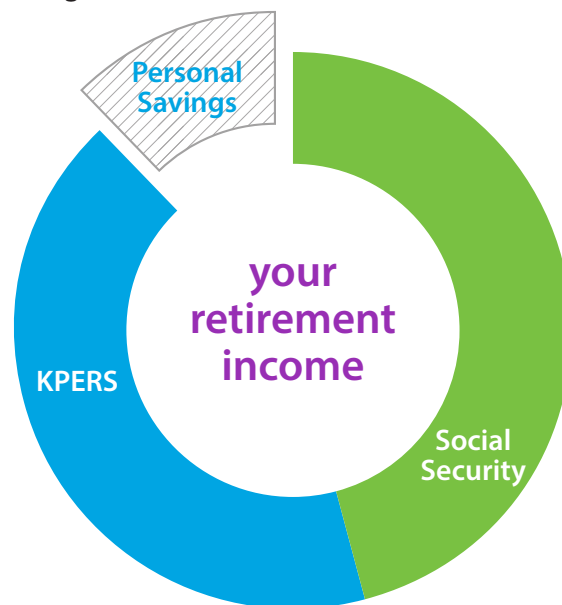 Personal
Savings
your
retirement
income
KPERS
Social
Security